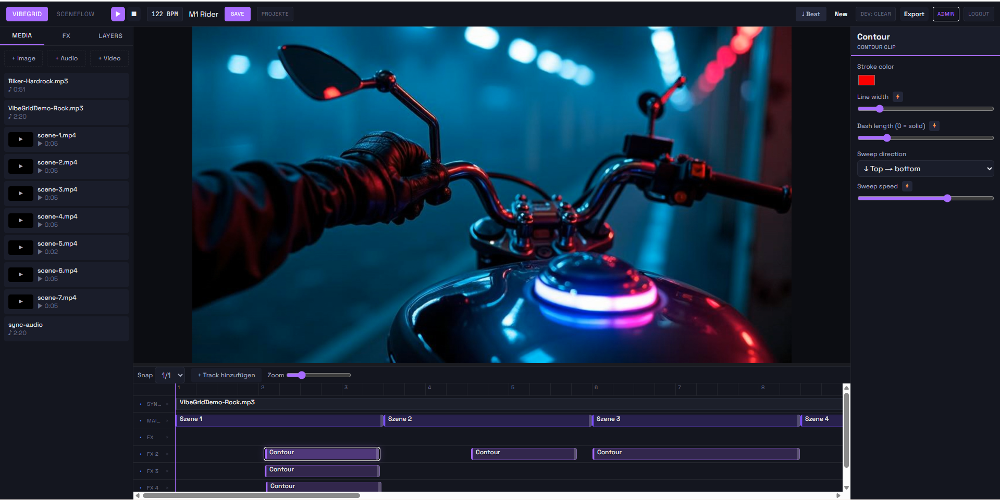 VIBEGRID SCENEFLOW 122 BPM M1 Rider SAVE PROJEKTE ♩ Beat New DEV: CLEAR Export ADMIN LOGOUT
MEDIA FX LAYERS
+ Image + Audio + Video
Biker-Hardrock.mp3
♪ 0:51
VibeGridDemo-Rock.mp3
♪ 2:20
scene-1.mp4
▶ 0:05
scene-2.mp4
▶ 0:05
scene-3.mp4
▶ 0:05
scene-4.mp4
▶ 0:05
scene-5.mp4
▶ 0:02
scene-6.mp4
▶ 0:05
scene-7.mp4
▶ 0:05
sync-audio
♪ 2:20
Contour
CONTOUR CLIP
Stroke color
Line width
Dash length (0 = solid)
Sweep direction
↓ Top → bottom
Sweep speed
Snap 1/1 + Track hinzufügen Zoom
1 2 3 4 5 6 7 8
SYN... × VibeGridDemo-Rock.mp3
MAI... × Szene 1 Szene 2 Szene 3 Szene 4
FX ×
FX 2 × Contour Contour Contour
FX 3 × Contour
FX 4 × Contour